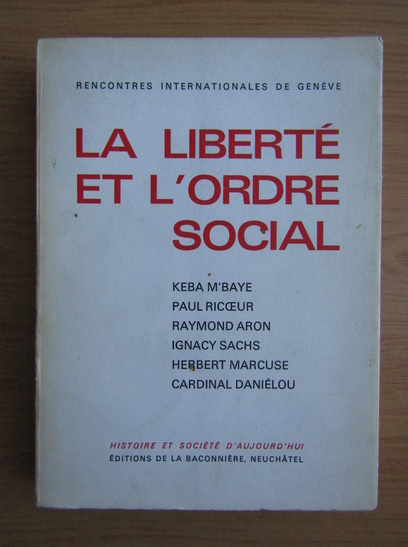 RENCONTRES INTERNATIONALES DE GENÈVE
LA LIBERTÉ
ET L'ORDRE
SOCIAL
KEBA M'BAYE
PAUL RICŒUR
RAYMOND ARON
IGNACY SACHS
HERBERT MARCUSE
CARDINAL DANIÉLOU
HISTOIRE ET SOCIÉTÉ D'AUJOURD'HUI
ÉDITIONS DE LA BACONNIÈRE, NEUCHÂTEL